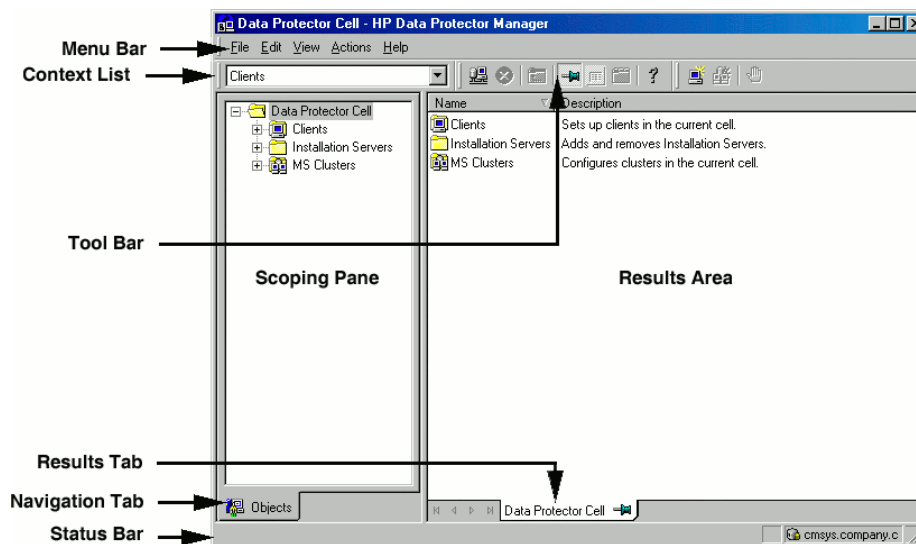 Data Protector Cell - HP Data Protector Manager
Menu Bar
File Edit View Actions Help
Context List
Clients
?
Name Description
Data Protector Cell
Clients
Installation Servers
MS Clusters
Clients Sets up clients in the current cell.
Installation Servers Adds and removes Installation Servers.
MS Clusters Configures clusters in the current cell.
Tool Bar
Scoping Pane
Results Area
Results Tab
Navigation Tab
Objects
Data Protector Cell
Status Bar
cmsys.company.c